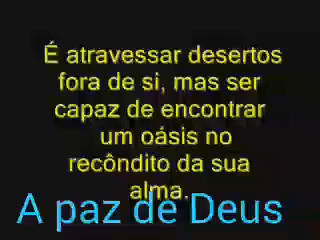 É atravessar desertos
fora de si, mas ser
capaz de encontrar
um oásis no
recôndito da sua
alma.
A paz de Deus